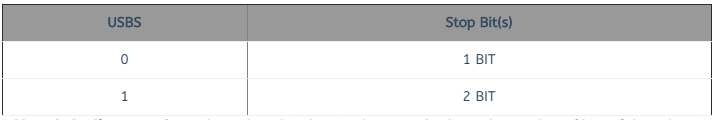 USBS Stop Bit(s)
0 1 BIT
1 2 BIT